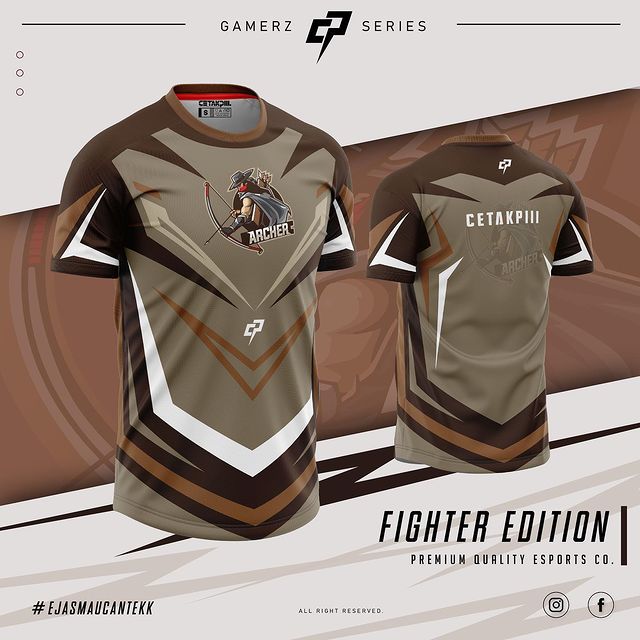 GAMERZ SERIES
CETAKPIII
S
ARCHER
CETAKPIII
ARCHER
FIGHTER EDITION
PREMIUM QUALITY ESPORTS CO.
#EJASMAUCANTEKK
ALL RIGHT RESERVED.